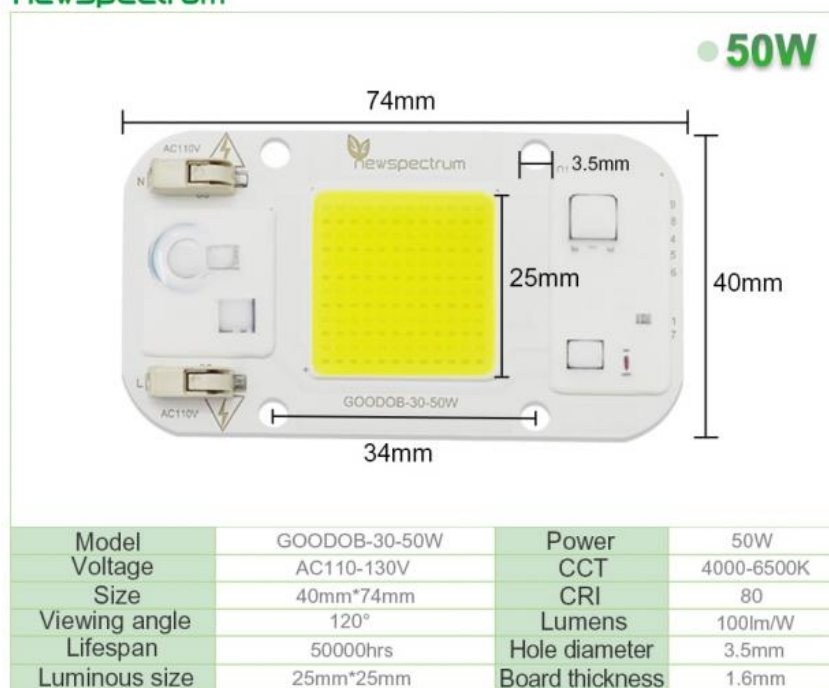 newspectrum
50W
74mm
AC110V
newspectrum
3.5mm
N
25mm
40mm
L
GOODOB-30-50W
AC110V
34mm
Model GOODOB-30-50W Power 50W
Voltage AC110-130V CCT 4000-6500K
Size 40mm*74mm CRI 80
Viewing angle 120° Lumens 100lm/W
Lifespan 50000hrs Hole diameter 3.5mm
Luminous size 25mm*25mm Board thickness 1.6mm